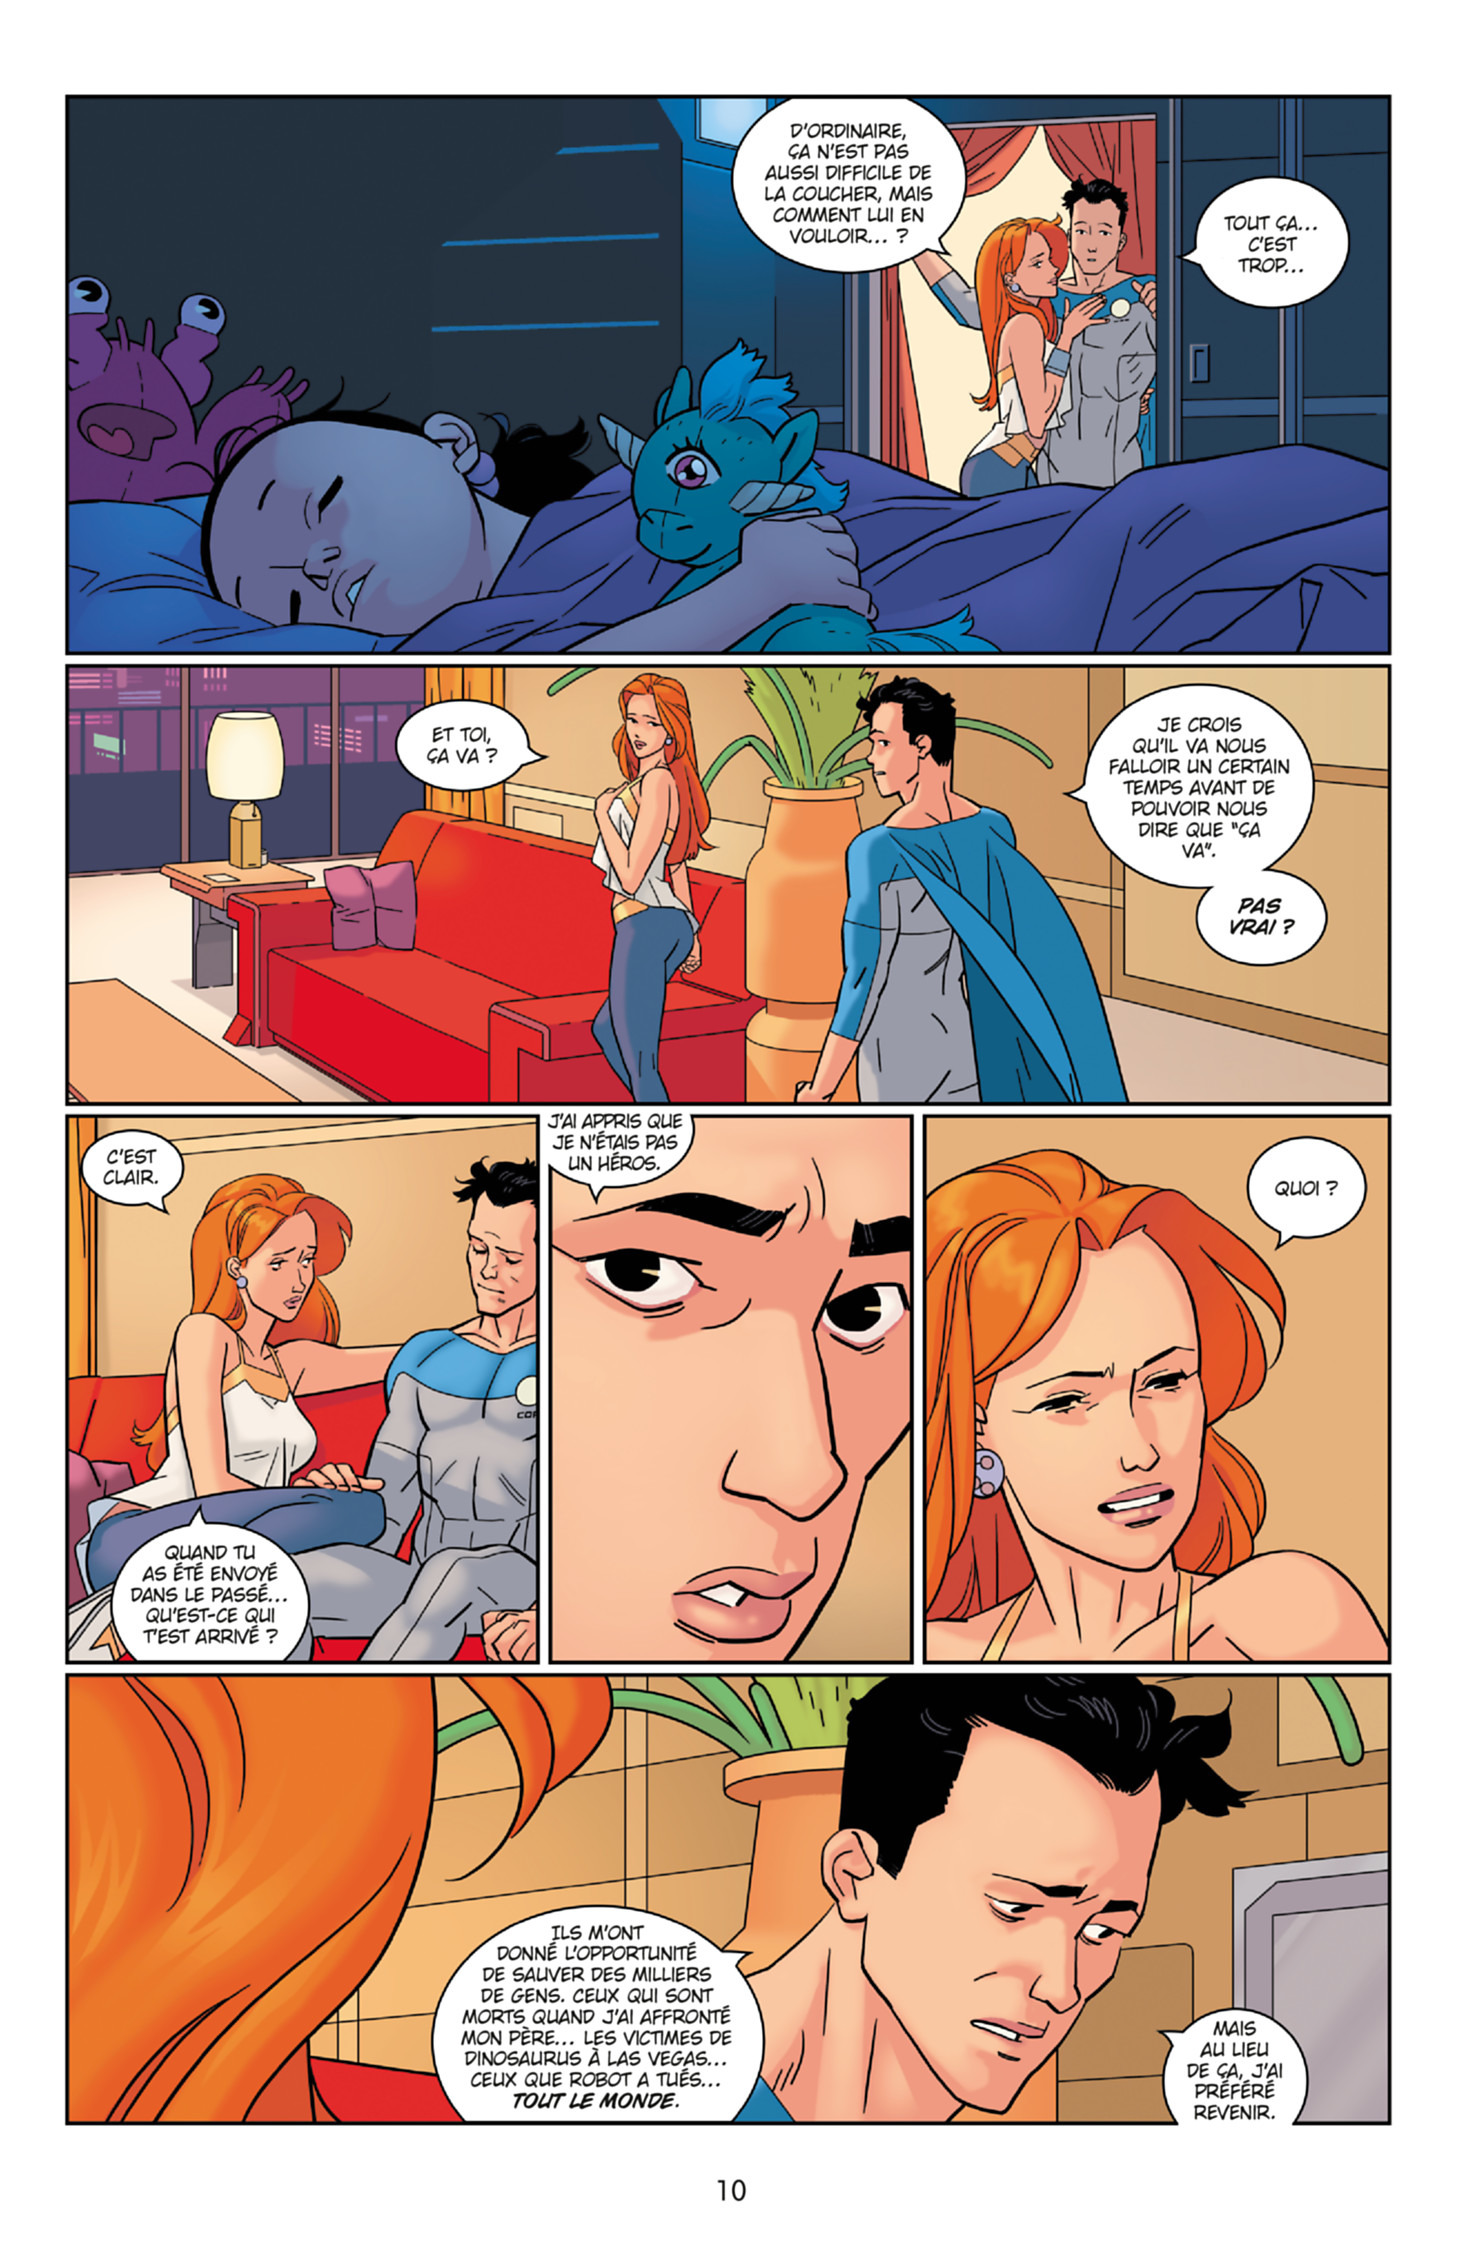 D'ORDINAIRE,
ÇA N'EST PAS
AUSSI DIFFICILE DE
LA COUCHER, MAIS
COMMENT LUI EN
VOULOIR... ?
TOUT ÇA...
C'EST
TROP...
ET TOI,
ÇA VA ?
JE CROIS
QU'IL VA NOUS
FALLOIR UN CERTAIN
TEMPS AVANT DE
POUVOIR NOUS
DIRE QUE "ÇA
VA".
PAS
VRAI ?
C'EST
CLAIR.
QUAND TU
AS ÉTÉ ENVOYÉ
DANS LE PASSÉ...
QU'EST-CE QUI
T'EST ARRIVÉ ?
J'AI APPRIS QUE
JE N'ÉTAIS PAS
UN HÉROS.
QUOI ?
ILS M'ONT
DONNÉ L'OPPORTUNITÉ
DE SAUVER DES MILLIERS
DE GENS. CEUX QUI SONT
MORTS QUAND J'AI AFFRONTÉ
MON PÈRE... LES VICTIMES DE
DINOSAURUS À LAS VEGAS...
CEUX QUE ROBOT A TUÉS...
TOUT LE MONDE.
MAIS
AU LIEU
DE ÇA, J'AI
PRÉFÉRÉ
REVENIR.
10